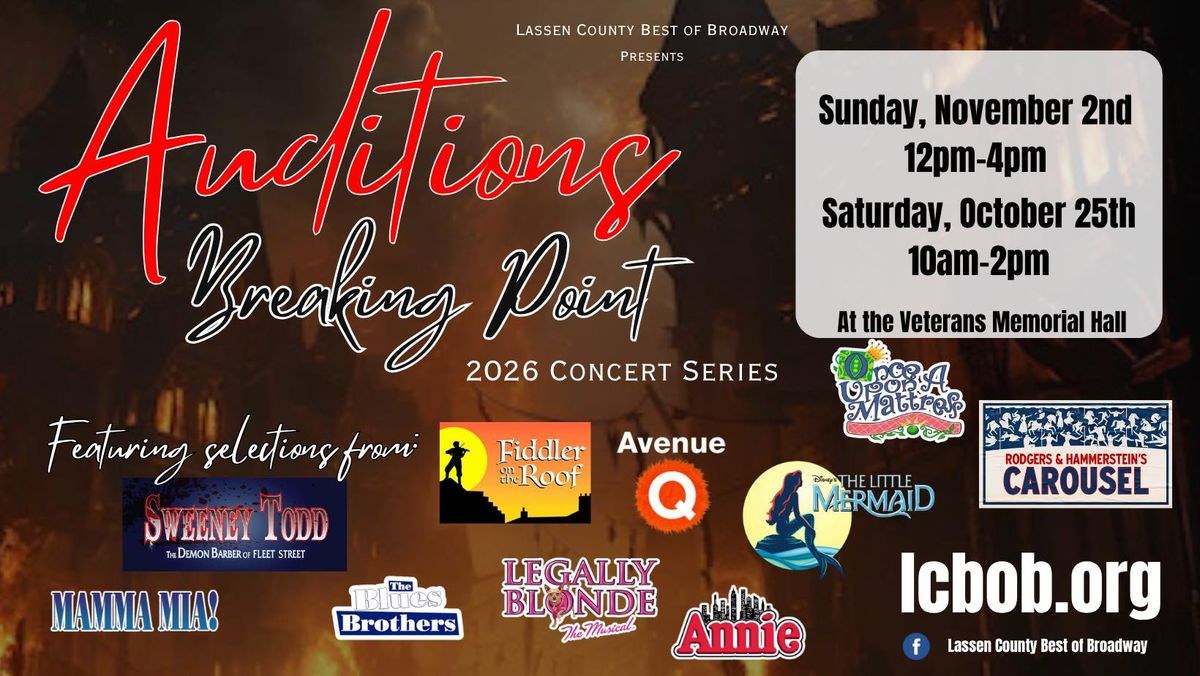 Lassen County Best of Broadway
Presents
Auditions
Breaking Point
2026 Concert Series
Sunday, November 2nd
12pm-4pm
Saturday, October 25th
10am-2pm
At the Veterans Memorial Hall
Featuring selections from:
Sweeney Todd
The Demon Barber of Fleet Street
Fiddler
on the Roof
Avenue
Q
Once
Upon A
Mattress
Disney's THE LITTLE
MERMAID
RODGERS & HAMMERSTEIN'S
CAROUSEL
MAMMA MIA!
The
Blues
Brothers
LEGALLY
BLONDE
The Musical
Annie
lcbob.org
f
Lassen County Best of Broadway